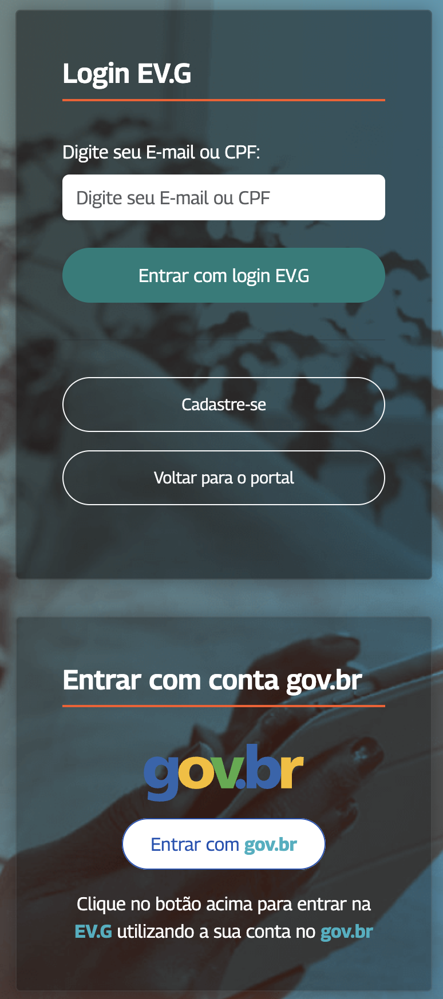 Login EV.G
Digite seu E-mail ou CPF:
Digite seu E-mail ou CPF
Entrar com login EV.G
Cadastre-se
Voltar para o portal
Entrar com conta gov.br
gov.br
Entrar com gov.br
Clique no botão acima para entrar na
EV.G utilizando a sua conta no gov.br